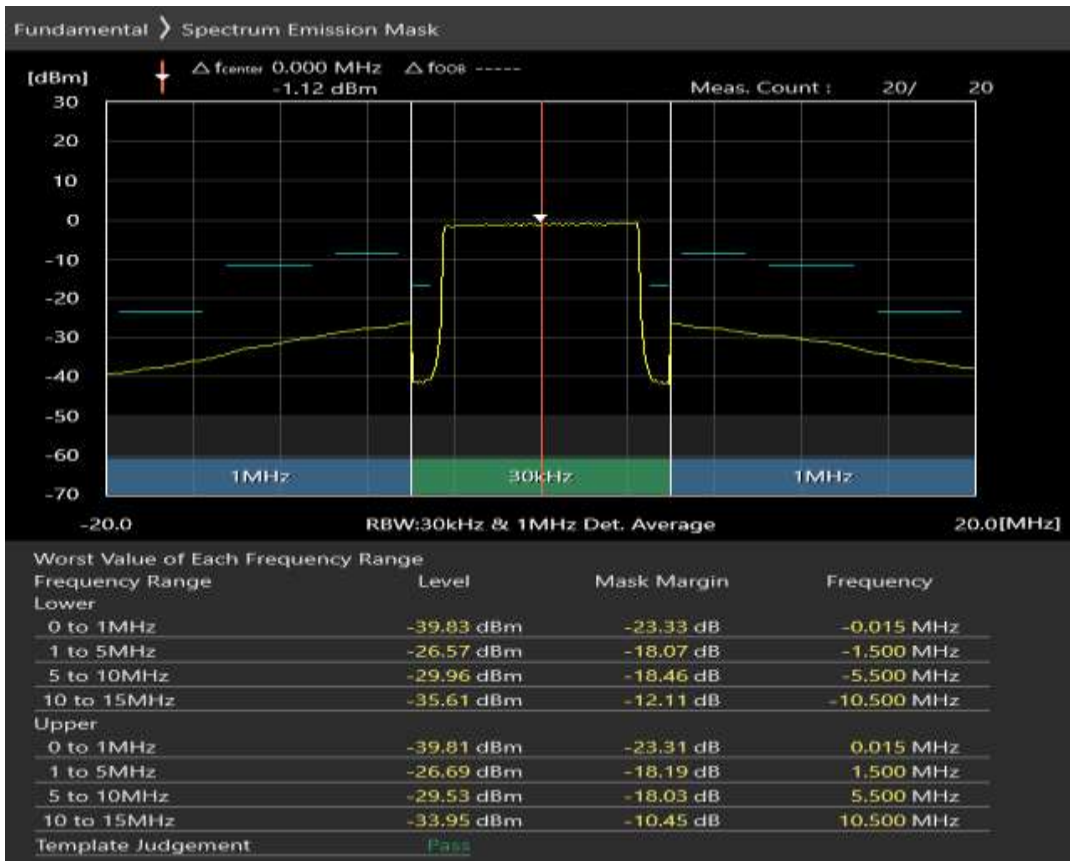 Fundamental ❯ Spectrum Emission Mask
[dBm] △ fcenter 0.000 MHz △ fOOB -----
-1.12 dBm Meas. Count : 20/ 20
30
20
10
0
-10
-20
-30
-40
-50
-60
1MHz 30kHz 1MHz
-70
-20.0 RBW:30kHz & 1MHz Det. Average 20.0[MHz]
Worst Value of Each Frequency Range
Frequency Range Level Mask Margin Frequency
Lower
0 to 1MHz -39.83 dBm -23.33 dB -0.015 MHz
1 to 5MHz -26.57 dBm -18.07 dB -1.500 MHz
5 to 10MHz -29.96 dBm -18.46 dB -5.500 MHz
10 to 15MHz -35.61 dBm -12.11 dB -10.500 MHz
Upper
0 to 1MHz -39.81 dBm -23.31 dB 0.015 MHz
1 to 5MHz -26.69 dBm -18.19 dB 1.500 MHz
5 to 10MHz -29.53 dBm -18.03 dB 5.500 MHz
10 to 15MHz -33.95 dBm -10.45 dB 10.500 MHz
Template Judgement Pass